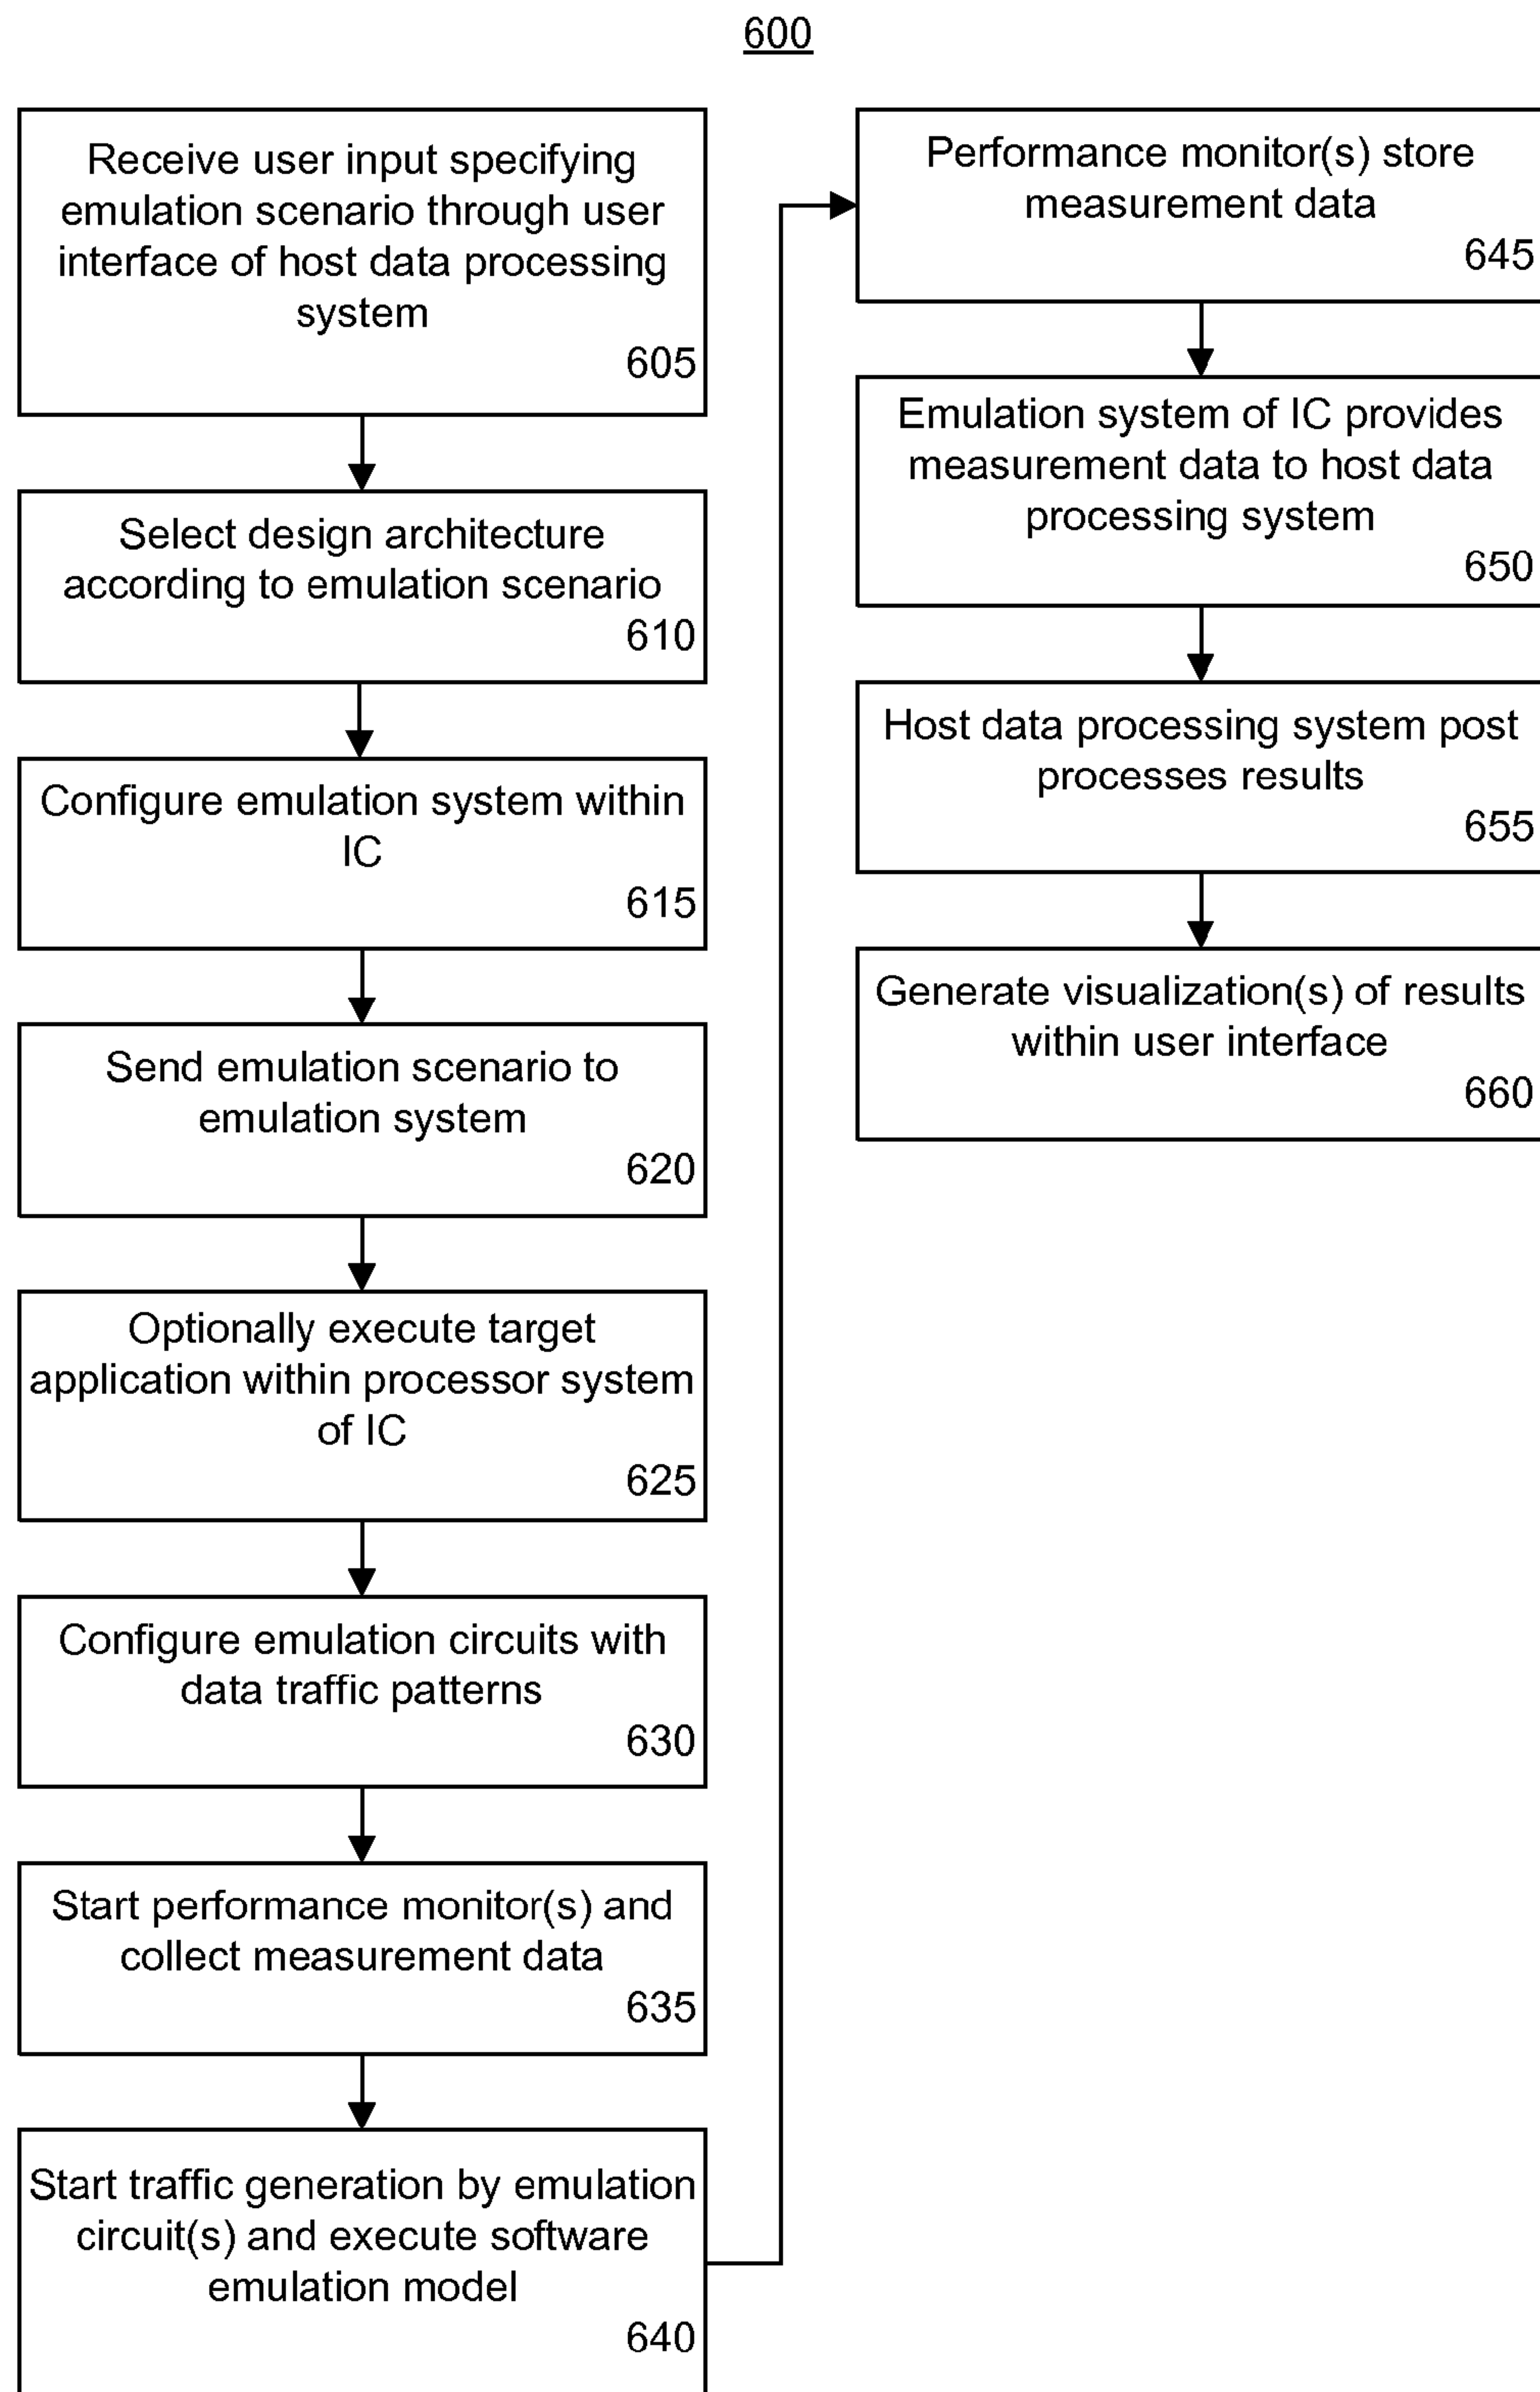 600
Receive user input specifying
emulation scenario through user
interface of host data processing
system
605
Select design architecture
according to emulation scenario
610
Configure emulation system within
IC
615
Send emulation scenario to
emulation system
620
Optionally execute target
application within processor system
of IC
625
Configure emulation circuits with
data traffic patterns
630
Start performance monitor(s) and
collect measurement data
635
Start traffic generation by emulation
circuit(s) and execute software
emulation model
640
Performance monitor(s) store
measurement data
645
Emulation system of IC provides
measurement data to host data
processing system
650
Host data processing system post
processes results
655
Generate visualization(s) of results
within user interface
660